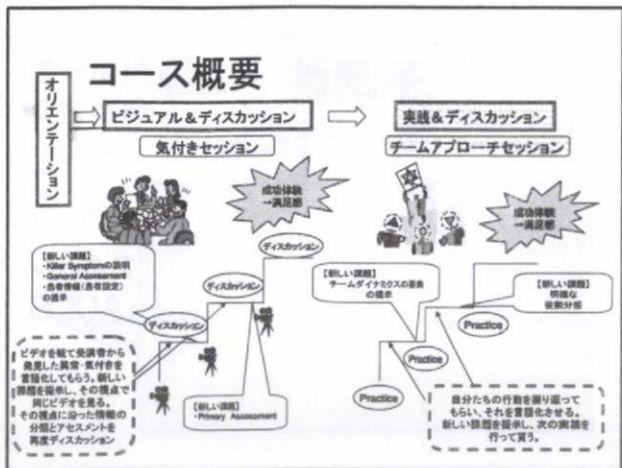 コース概要
オリエンテーション
ビジュアル＆ディスカッション
気付きセッション
実践＆ディスカッション
チームアプローチセッション
成功体験
→満足感
成功体験
→満足感
ディスカッション
ディスカッション
ディスカッション
【新しい課題】
・Killer Symptomの説明
・General Assessment
・患者情報（患者設定）
の提示
ビデオを観て受講者から
発見した異常・気付きを
言語化してもらう。新しい
課題を提示し、その視点で
同じビデオを見る。
その視点に沿った情報の
分類とアセスメントを
再度ディスカッション
【新しい課題】
・Primary Assessment
【新しい課題】
チームダイナミクスの要素
の提示
【新しい課題】
明確な
役割分担
Practice
Practice
Practice
自分たちの行動を振り返って
もらい、それを言語化させる。
新しい課題を提示し、次の実践を
行って貰う。